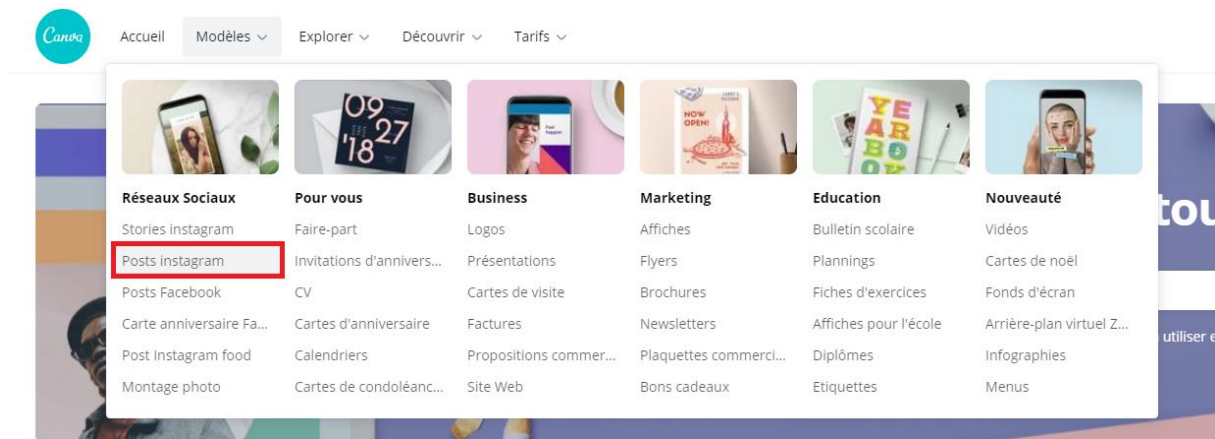 Canva
Accueil Modèles Explorer Découvrir Tarifs
09
27
'18
NOW
OPEN!
YE
AR
BO
OK
Réseaux Sociaux Pour vous Business Marketing Education Nouveauté
Stories instagram Faire-part Logos Affiches Bulletin scolaire Vidéos
Posts instagram Invitations d'annivers... Présentations Flyers Plannings Cartes de noël
Posts Facebook CV Cartes de visite Brochures Fiches d'exercices Fonds d'écran
Carte anniversaire Fa... Cartes d'anniversaire Factures Newsletters Affiches pour l'école Arrière-plan virtuel Z...
Post Instagram food Calendriers Propositions commer... Plaquettes commerci... Diplômes Infographies
Montage photo Cartes de condoléanc... Site Web Bons cadeaux Etiquettes Menus
tou
utiliser e